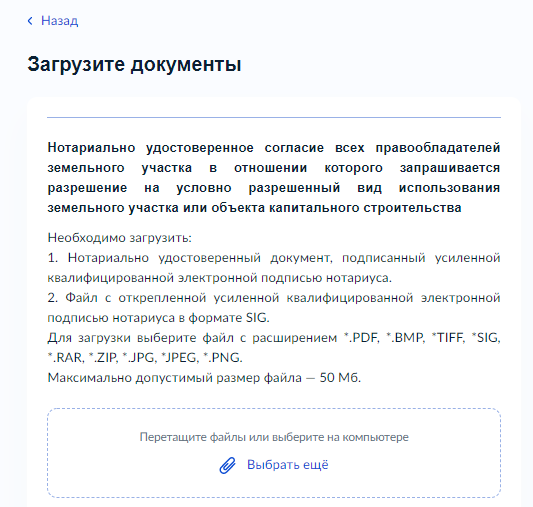 Назад
Загрузите документы
Нотариально удостоверенное согласие всех правообладателей
земельного участка в отношении которого запрашивается
разрешение на условно разрешенный вид использования
земельного участка или объекта капитального строительства
Необходимо загрузить:
1. Нотариально удостоверенный документ, подписанный усиленной
квалифицированной электронной подписью нотариуса.
2. Файл с открепленной усиленной квалифицированной электронной
подписью нотариуса в формате SIG.
Для загрузки выберите файл с расширением *.PDF, *.BMP, *TIFF, *SIG,
*.RAR, *.ZIP, *.JPG, *JPEG, *.PNG.
Максимально допустимый размер файла — 50 Мб.
Перетащите файлы или выберите на компьютере
Выбрать ещё